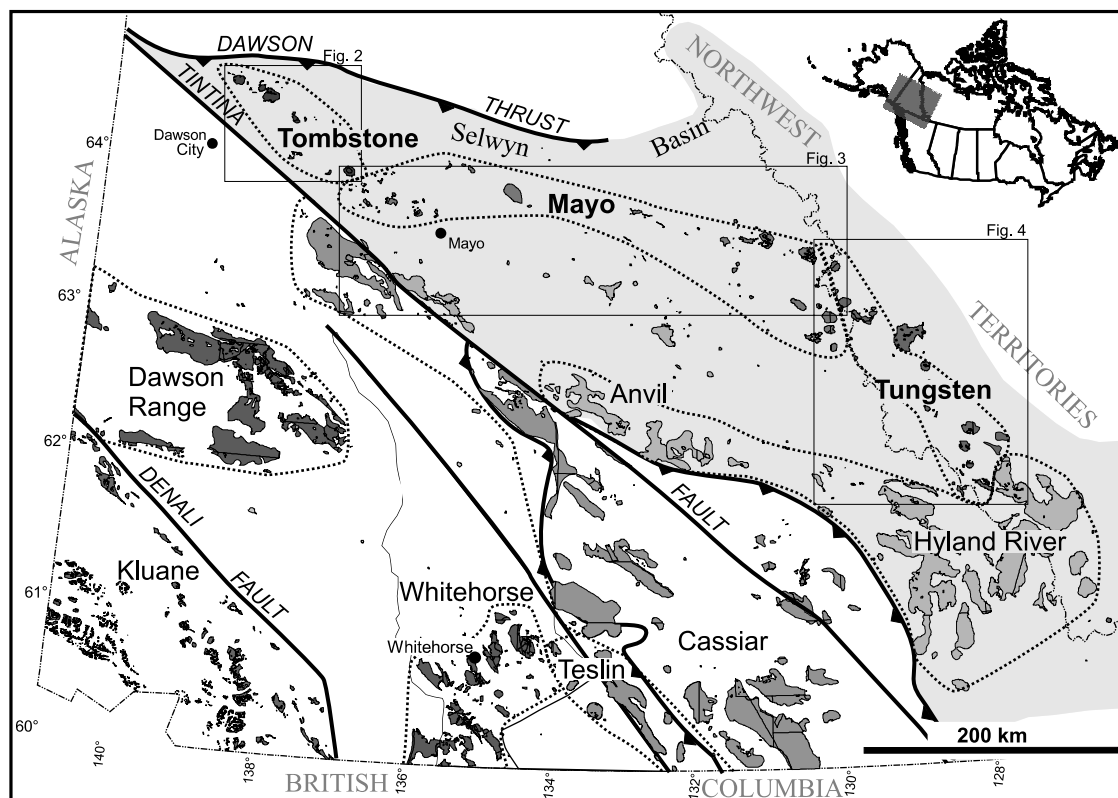 DAWSON
Fig. 2
THRUST
TINTINA
NORTHWEST
Dawson
City
Tombstone
Selwyn
Basin
64°
Fig. 3
ALASKA
Mayo
Mayo
Fig. 4
63°
TERRITORIES
Dawson
Range
Anvil
Tungsten
62°
DENALI
FAULT
FAULT
Hyland River
Kluane
61°
Whitehorse
Whitehorse
Cassiar
Teslin
60°
200 km
140°
138°
136°
134°
132°
130°
128°
BRITISH
COLUMBIA